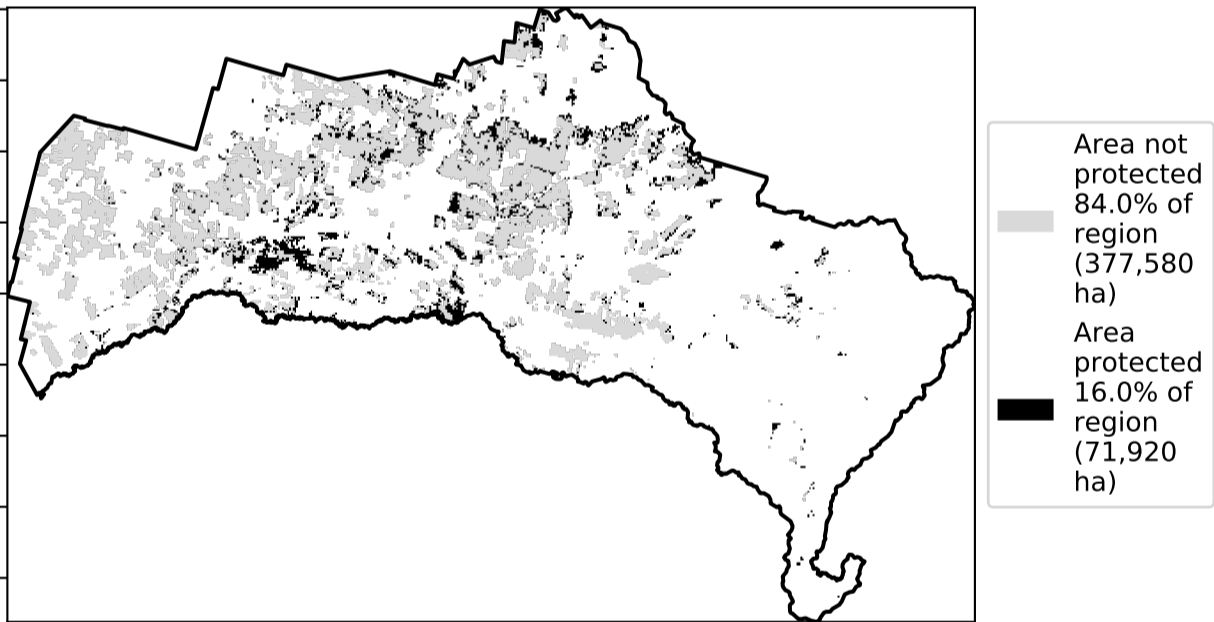 Area not
protected
84.0% of
region
(377,580
ha)
Area
protected
16.0% of
region
(71,920
ha)